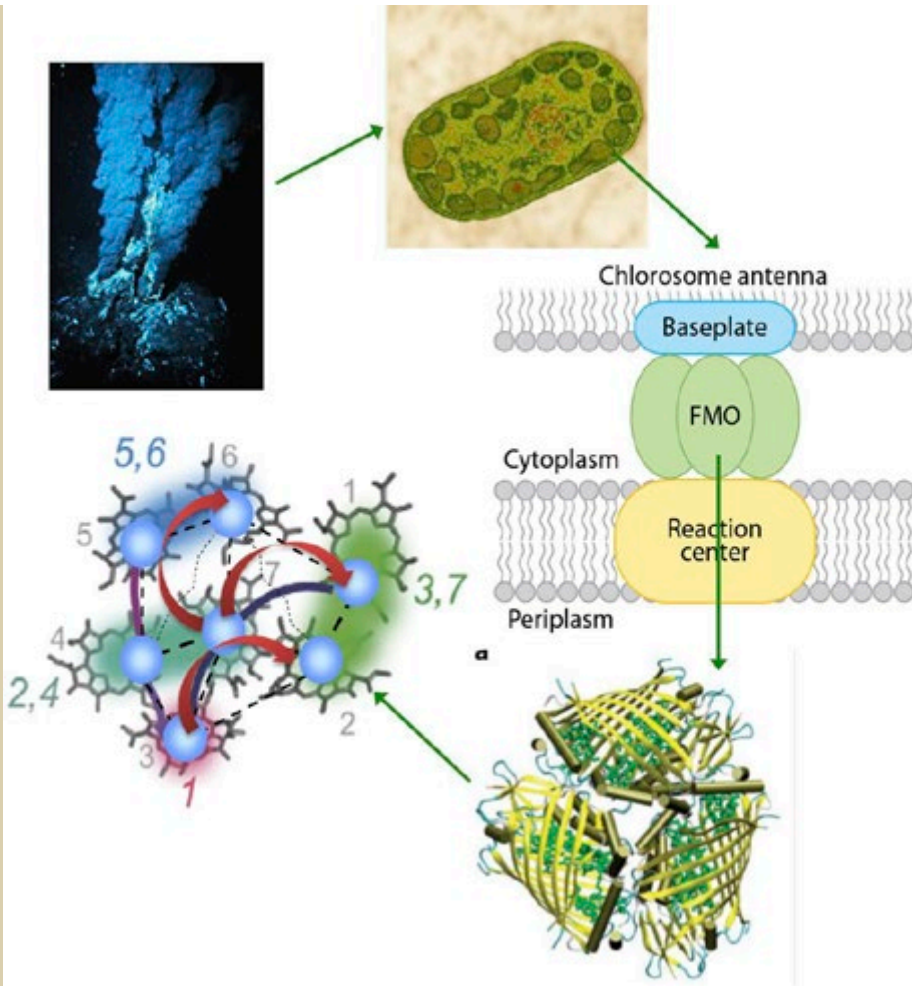 Chlorosome antenna
Baseplate
FMO
Cytoplasm
Reaction
center
Periplasm
a
5,6
6
1
5
7
3,7
4
2,4
2
3
1